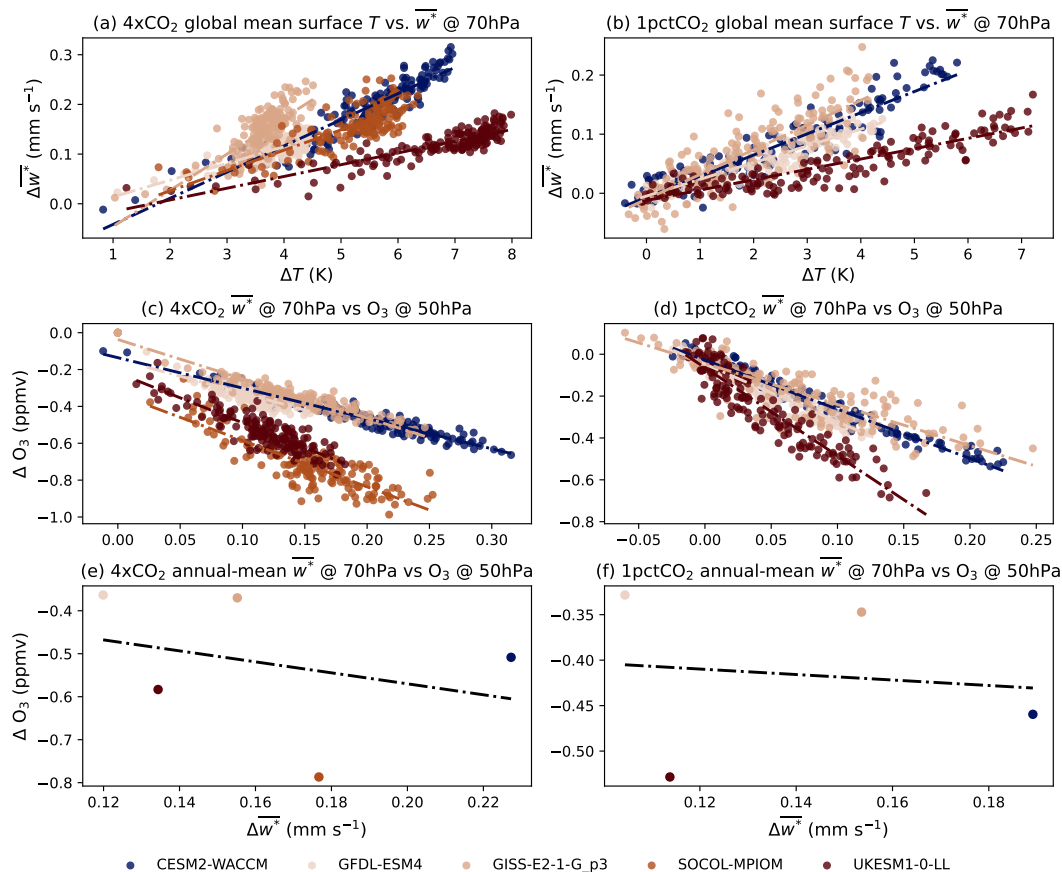 (a) 4xCO₂ global mean surface T vs. w̅*̅ @ 70hPa
(b) 1pctCO₂ global mean surface T vs. w̅*̅ @ 70hPa
0.3
0.2
0.1
0.0
Δw̅*̅ (mm s⁻¹)
1 2 3 4 5 6 7 8
ΔT (K)
0.2
0.1
0.0
Δw̅*̅ (mm s⁻¹)
0 1 2 3 4 5 6 7
ΔT (K)
(c) 4xCO₂ w̅*̅ @ 70hPa vs O₃ @ 50hPa
(d) 1pctCO₂ w̅*̅ @ 70hPa vs O₃ @ 50hPa
0.0
−0.2
−0.4
−0.6
−0.8
−1.0
Δ O₃ (ppmv)
0.00 0.05 0.10 0.15 0.20 0.25 0.30
0.0
−0.2
−0.4
−0.6
−0.8
−0.05 0.00 0.05 0.10 0.15 0.20 0.25
(e) 4xCO₂ annual-mean w̅*̅ @ 70hPa vs O₃ @ 50hPa
(f) 1pctCO₂ annual-mean w̅*̅ @ 70hPa vs O₃ @ 50hPa
−0.4
−0.5
−0.6
−0.7
−0.8
Δ O₃ (ppmv)
0.12 0.14 0.16 0.18 0.20 0.22
Δw̅*̅ (mm s⁻¹)
−0.35
−0.40
−0.45
−0.50
0.12 0.14 0.16 0.18
Δw̅*̅ (mm s⁻¹)
CESM2-WACCM GFDL-ESM4 GISS-E2-1-G_p3 SOCOL-MPIOM UKESM1-0-LL